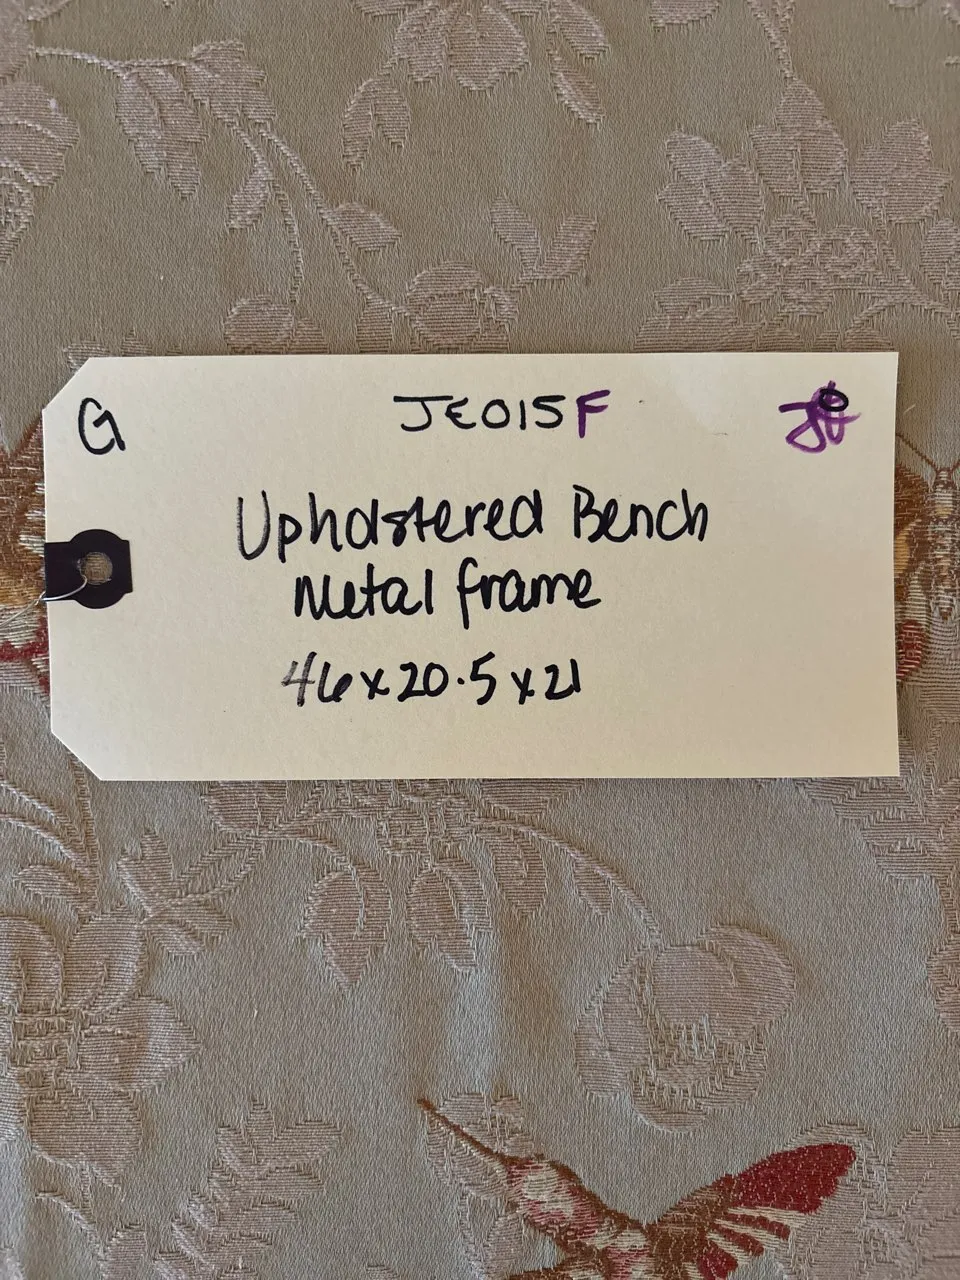 G JE015F
Upholstered Bench
Metal frame
46x20.5x21